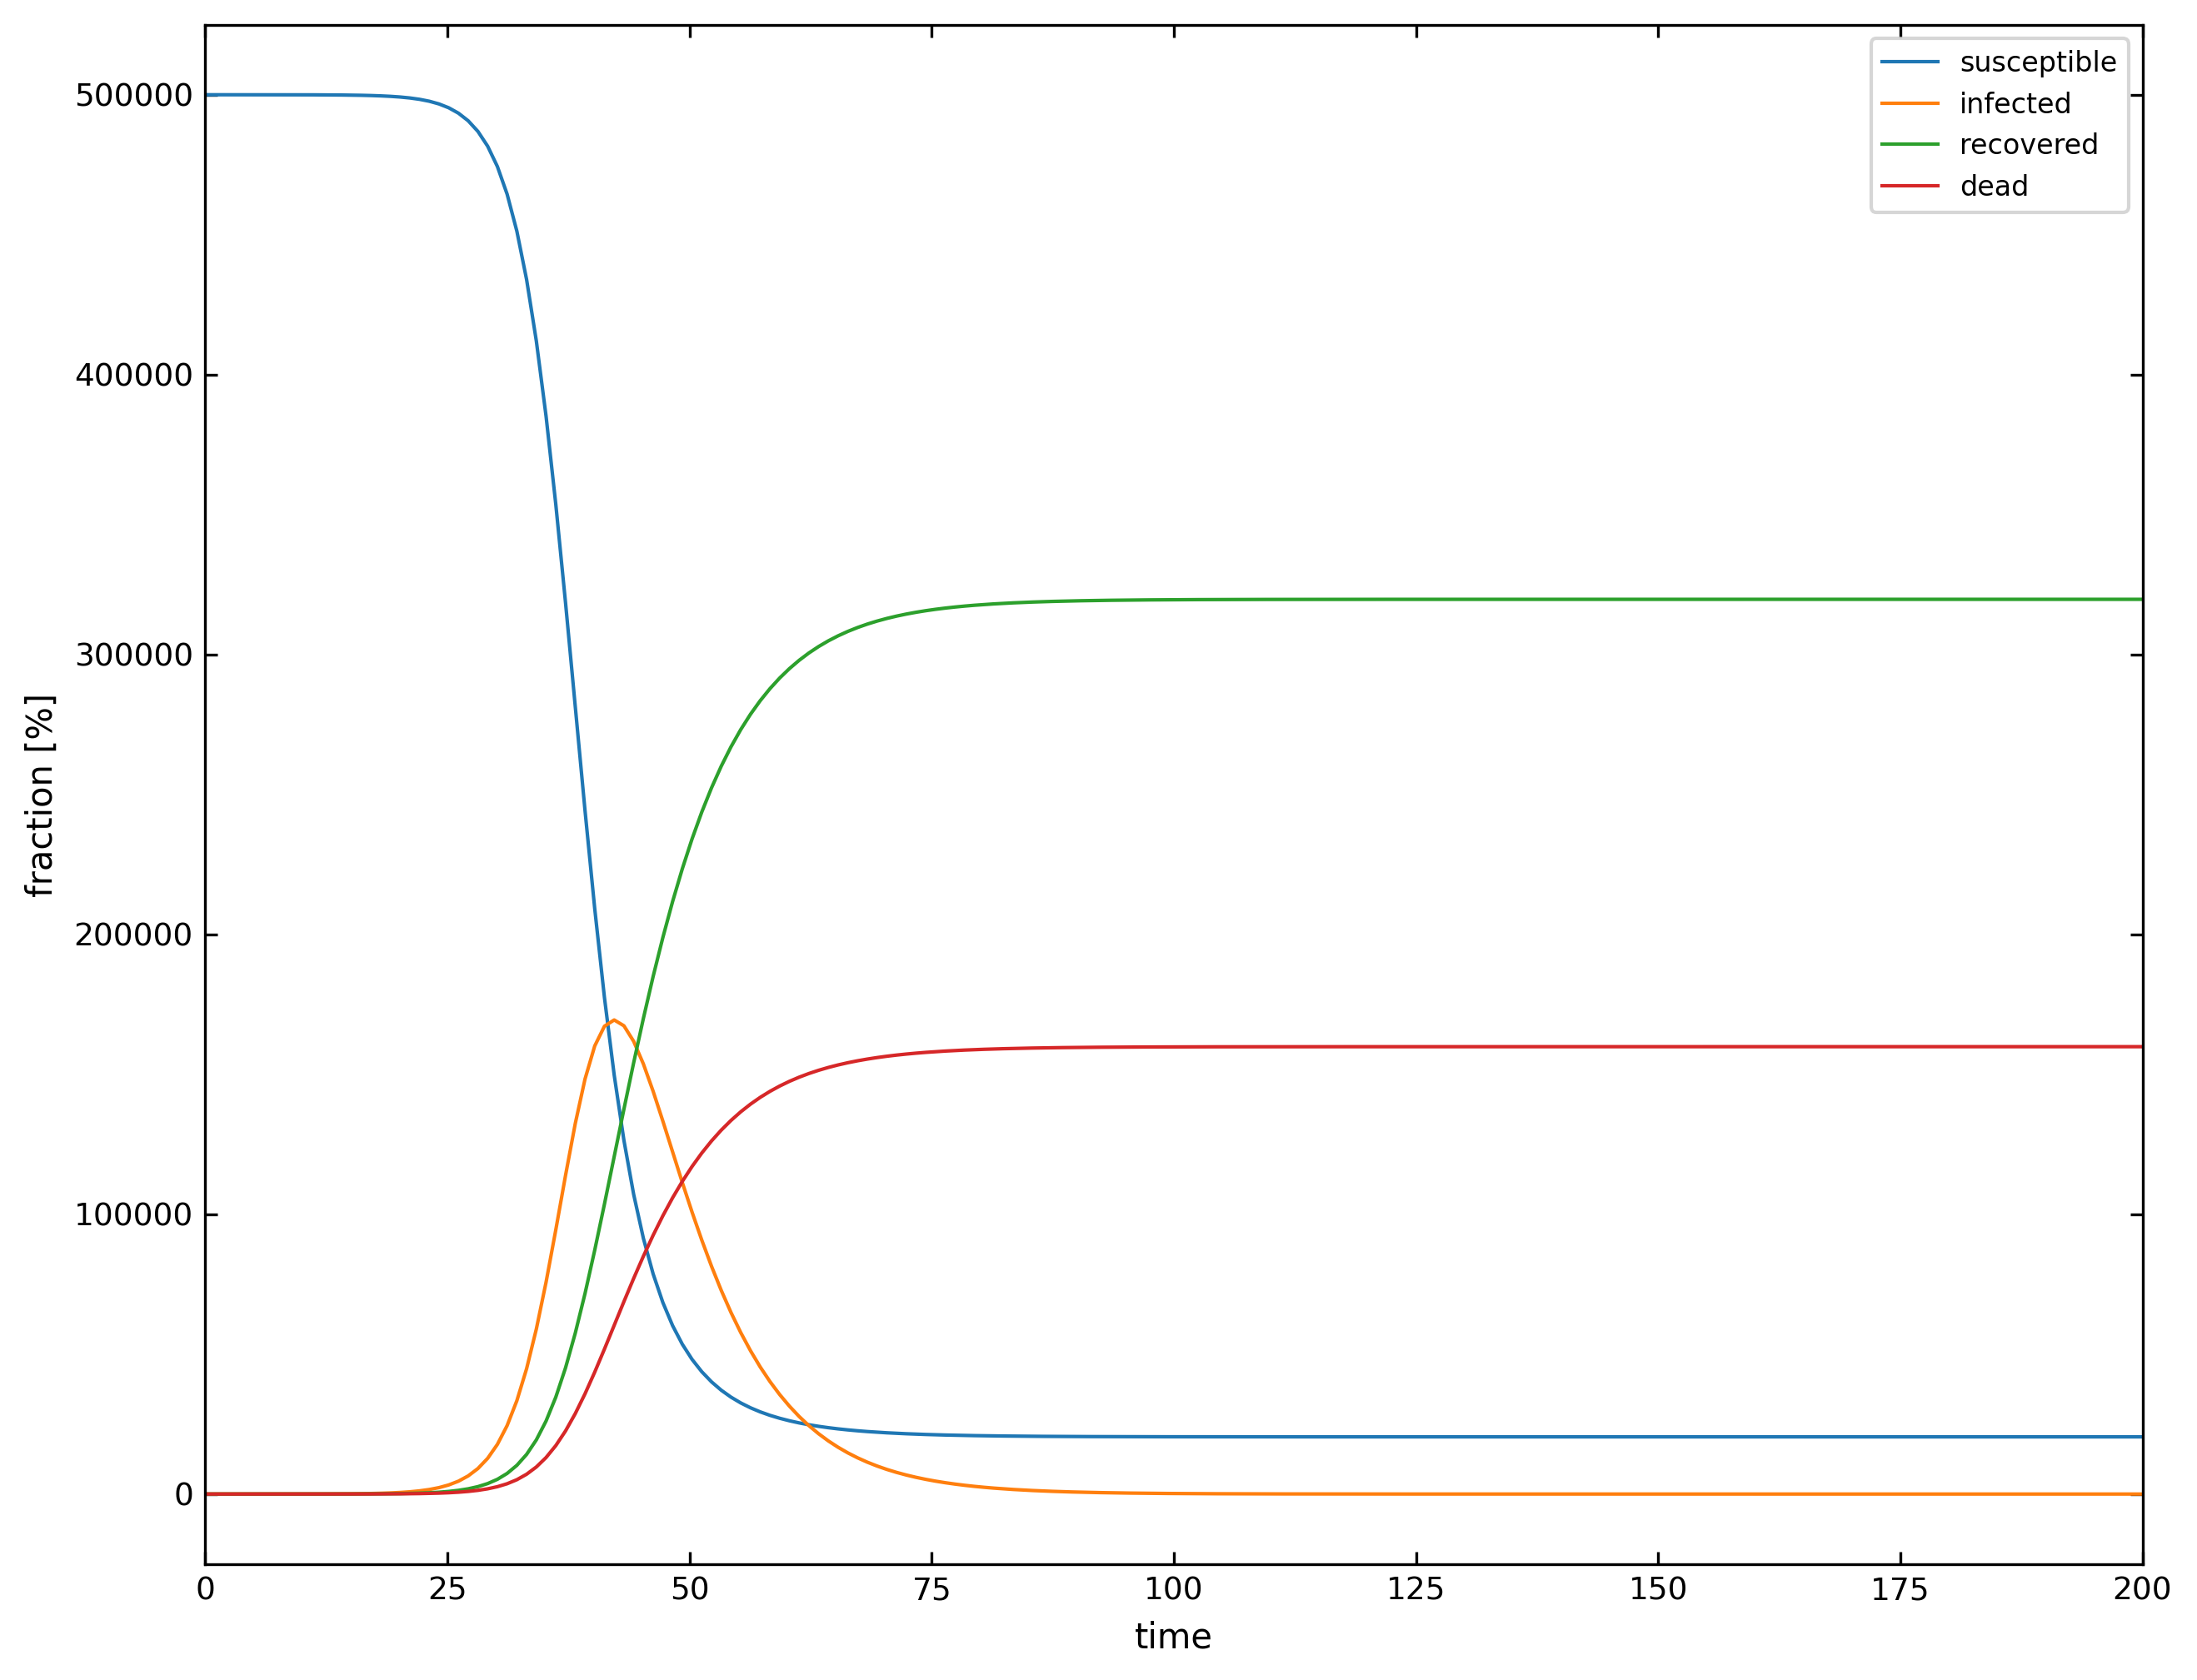 susceptible
infected
recovered
dead
500000
400000
300000
200000
100000
0
fraction [%]
0 25 50 75 100 125 150 175 200
time